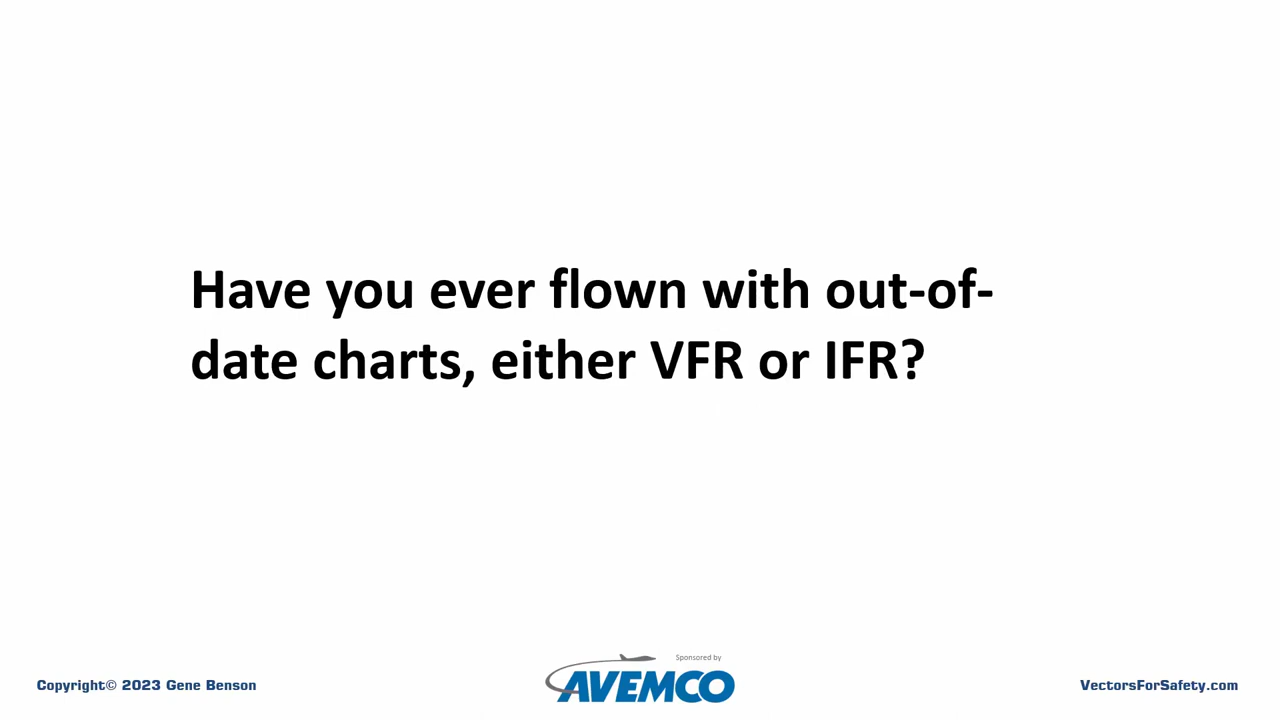 Have you ever flown with out-of-
date charts, either VFR or IFR?
Sponsored by
AVEMCO
Copyright© 2023 Gene Benson
VectorsForSafety.com